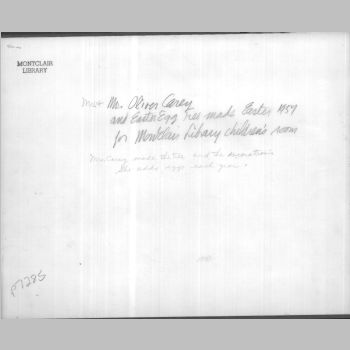 MONTCLAIR
LIBRARY
Mr. Oliver Carey
and Easter Egg Tree made Easter 1957
for Montclair Library children's room
Mrs. Carey made the tree and the decorations
She adds eggs each year.
P7285